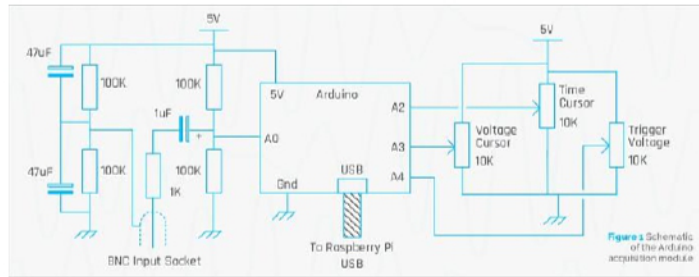 5V
5V
47uF
100K
100K
1uF
47uF
100K
100K
1K
BNC Input Socket
5V
Arduino
A0
A2
A3
A4
Gnd
USB
To Raspberry Pi
USB
Voltage
Cursor
10K
Time
Cursor
10K
Trigger
Voltage
10K
Figure 1 Schematic
of the Arduino
acquisition module